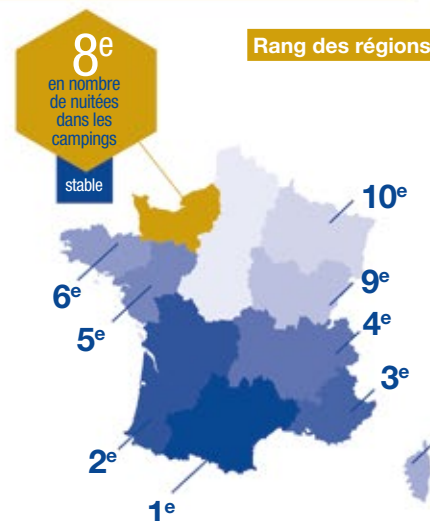 8e
en nombre
de nuitées
dans les
campings
stable
Rang des régions
10e
9e
6e
5e
4e
3e
2e
1e